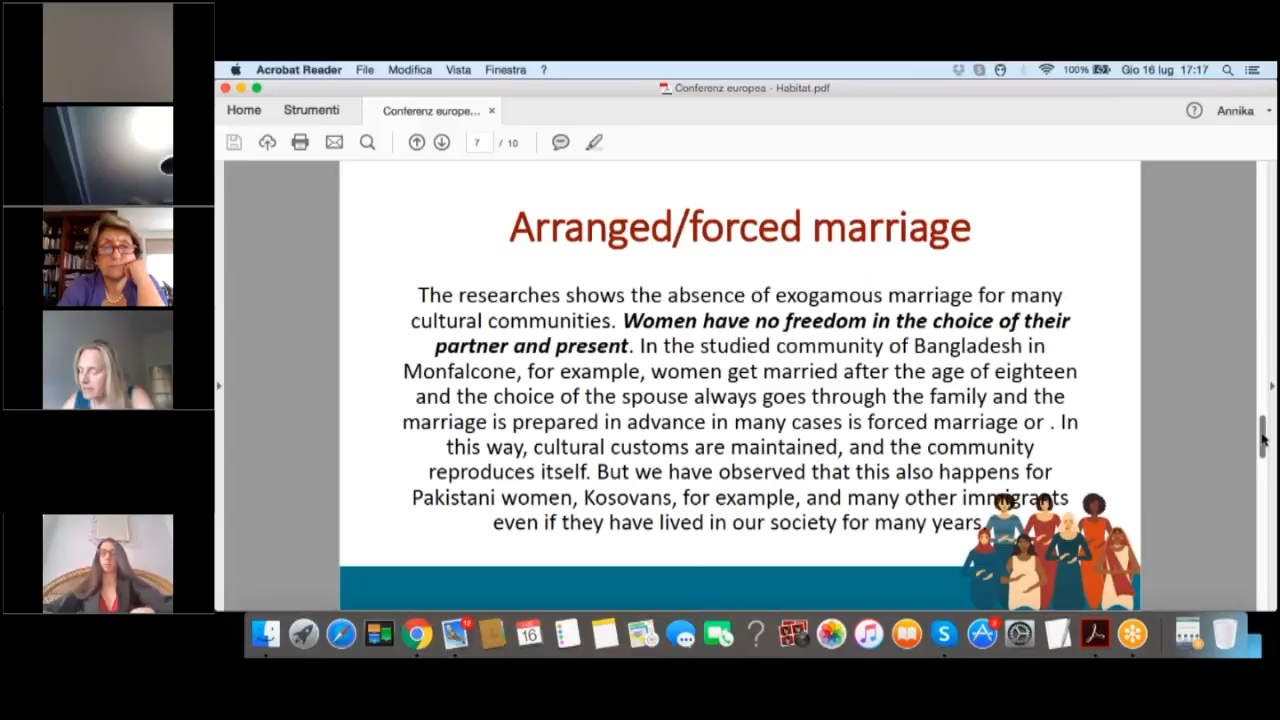 Acrobat Reader File Modifica Vista Finestra ? 100% Gio 16 lug 17:17
Conferenz europea - Habitat.pdf
Home Strumenti Conferenz europe... × ? Annika
7 / 10
Arranged/forced marriage
The researches shows the absence of exogamous marriage for many
cultural communities. Women have no freedom in the choice of their
partner and present. In the studied community of Bangladesh in
Monfalcone, for example, women get married after the age of eighteen
and the choice of the spouse always goes through the family and the
marriage is prepared in advance in many cases is forced marriage or . In
this way, cultural customs are maintained, and the community
reproduces itself. But we have observed that this also happens for
Pakistani women, Kosovans, for example, and many other immigrants
even if they have lived in our society for many years.
16